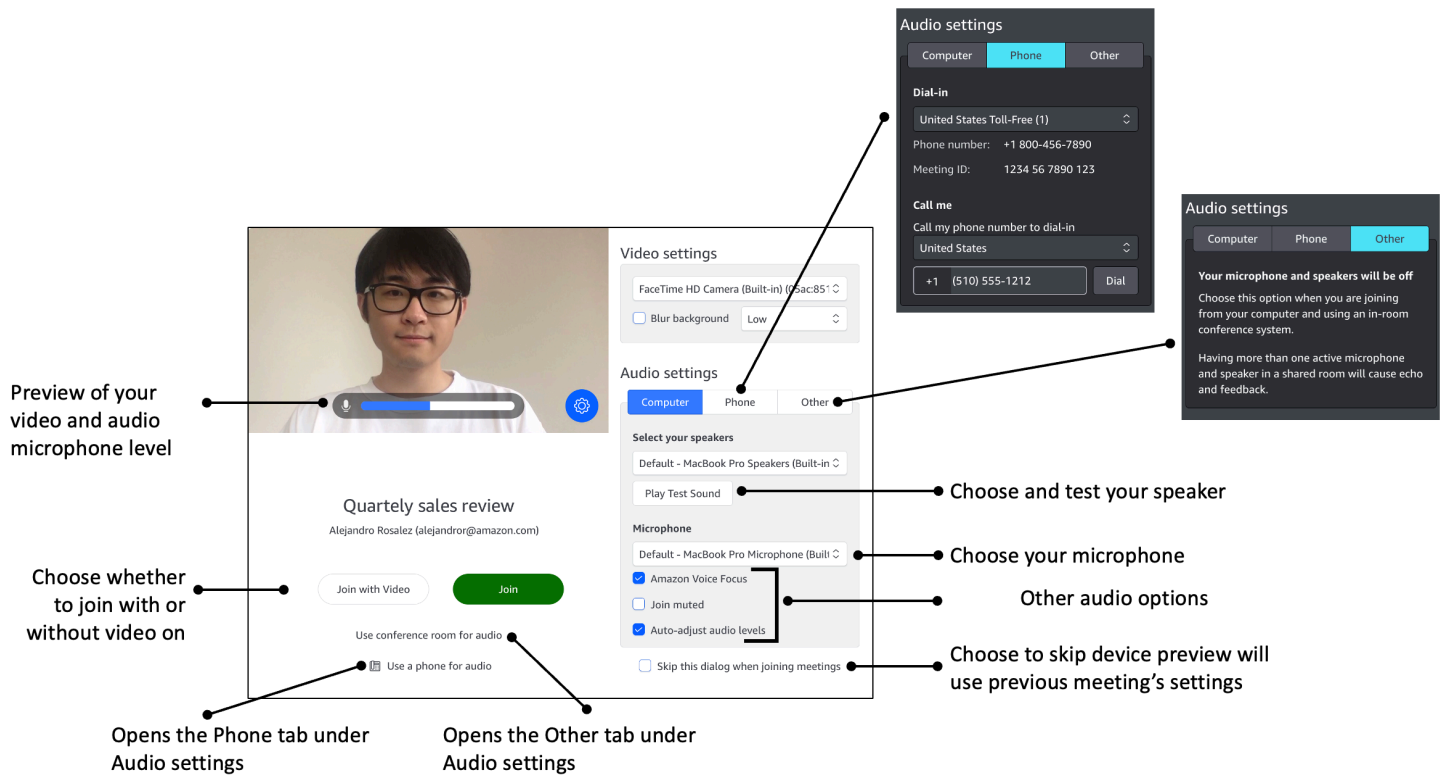 Audio settings
Computer
Phone
Other
Dial-in
United States Toll-Free (1)
Phone number: +1 800-456-7890
Meeting ID: 1234 56 7890 123
Call me
Call my phone number to dial-in
United States
+1 (510) 555-1212
Dial
Audio settings
Computer
Phone
Other
Your microphone and speakers will be off
Choose this option when you are joining
from your computer and using an in-room
conference system.
Having more than one active microphone
and speaker in a shared room will cause echo
and feedback.
Preview of your
video and audio
microphone level
Video settings
FaceTime HD Camera (Built-in) (05ac:851
Blur background
Low
Audio settings
Computer
Phone
Other
Select your speakers
Default - MacBook Pro Speakers (Built-in
Play Test Sound
Choose and test your speaker
Quartely sales review
Alejandro Rosalez (alejandror@amazon.com)
Microphone
Default - MacBook Pro Microphone (Built
Choose your microphone
Amazon Voice Focus
Join muted
Auto-adjust audio levels
Other audio options
Choose whether
to join with or
without video on
Join with Video
Join
Use conference room for audio
Use a phone for audio
Skip this dialog when joining meetings
Choose to skip device preview will
use previous meeting’s settings
Opens the Phone tab under
Audio settings
Opens the Other tab under
Audio settings